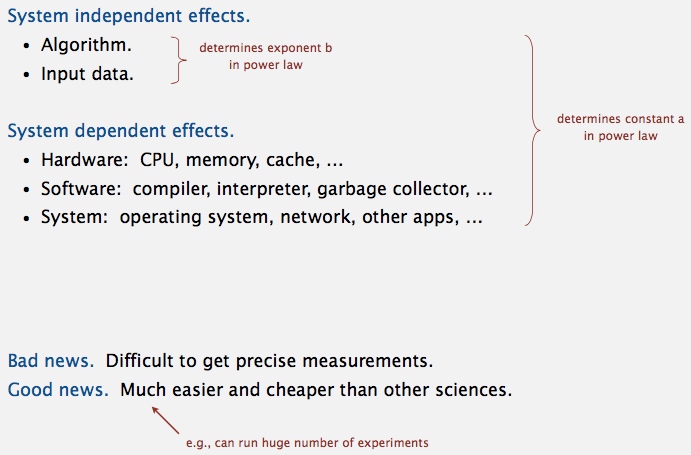 System independent effects.
• Algorithm.
• Input data.
determines exponent b
in power law
System dependent effects.
• Hardware: CPU, memory, cache, ...
• Software: compiler, interpreter, garbage collector, ...
• System: operating system, network, other apps, ...
determines constant a
in power law
Bad news. Difficult to get precise measurements.
Good news. Much easier and cheaper than other sciences.
e.g., can run huge number of experiments